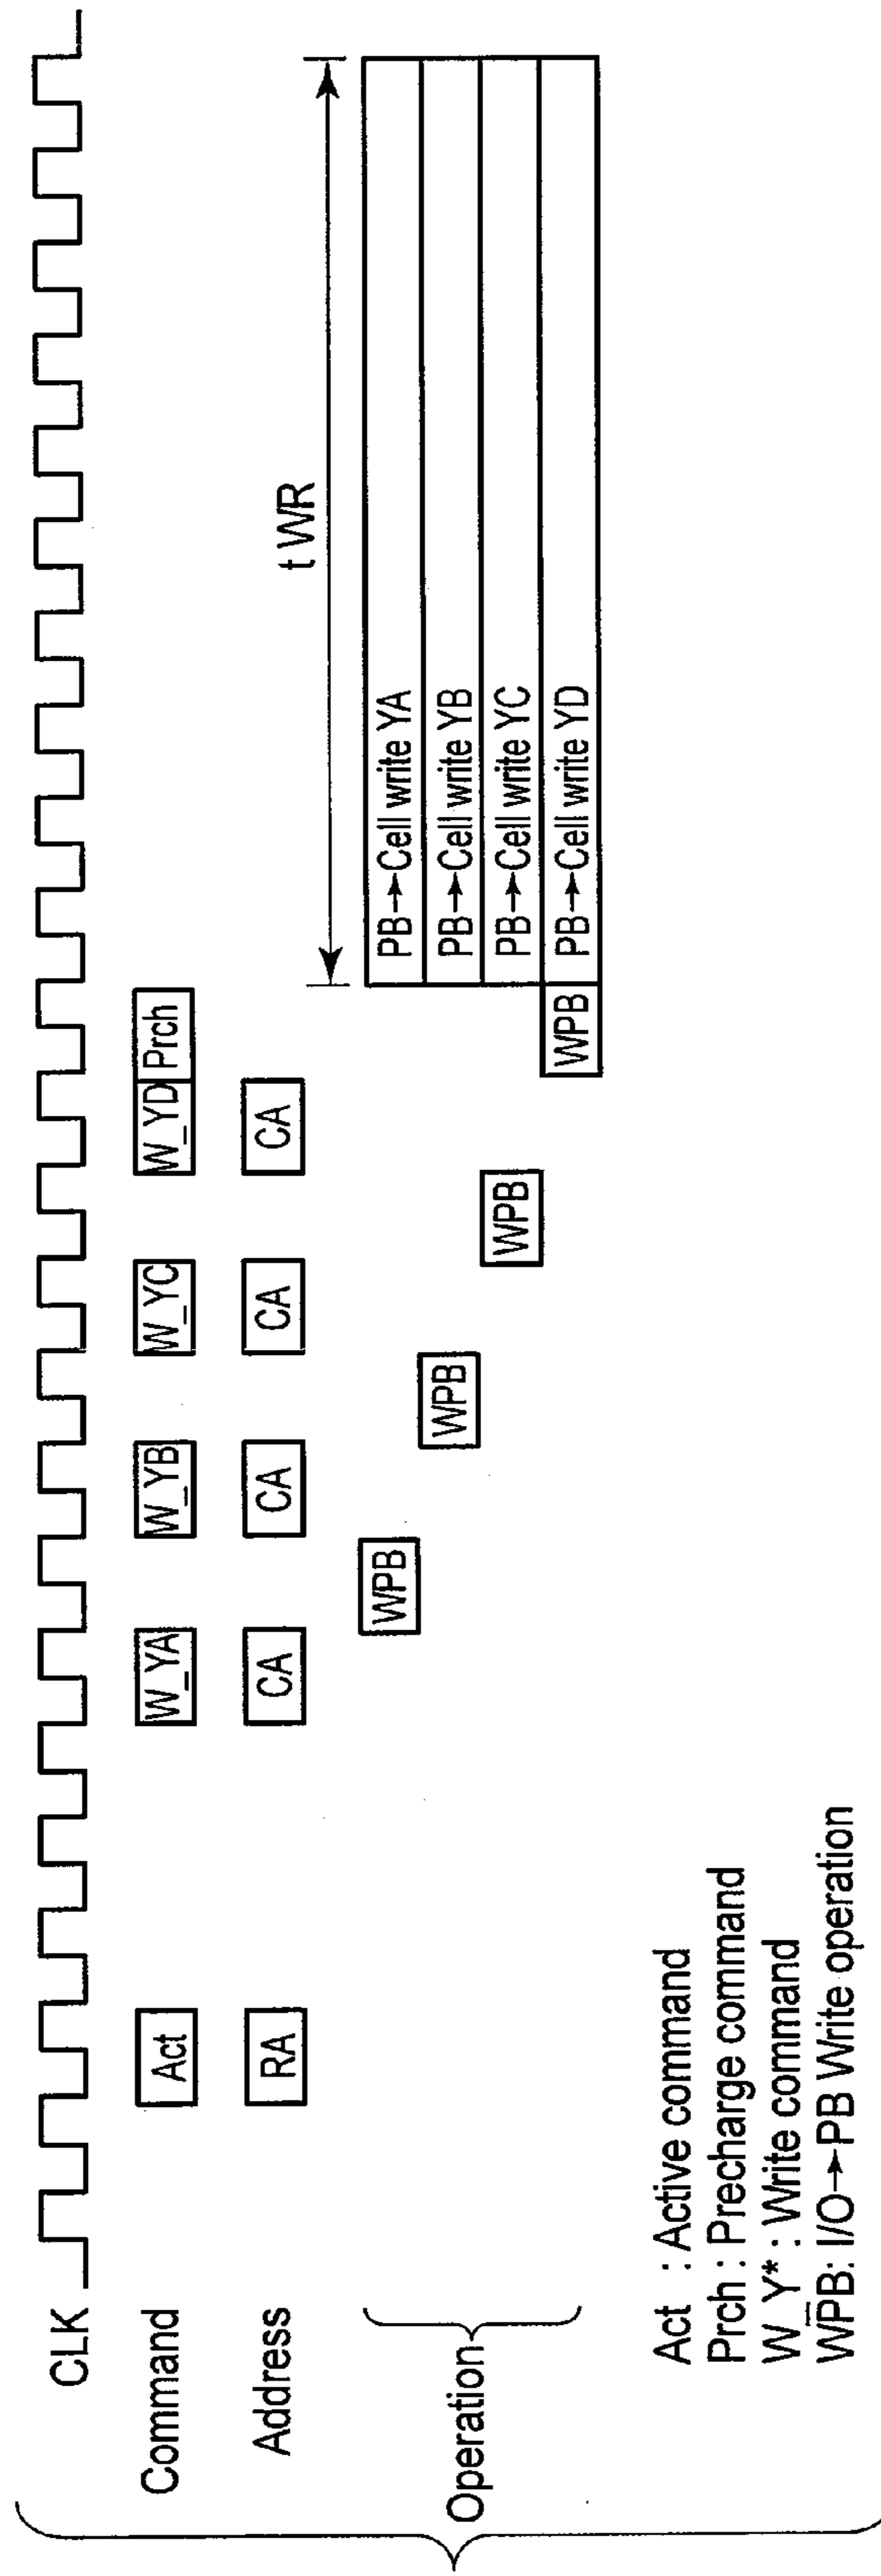 CLK
Command Act W_YA W_YB W_YC W_YD Prch
Address RA CA CA CA CA
t WR
Operation
WPB PB→Cell write YA
WPB PB→Cell write YB
WPB PB→Cell write YC
WPB PB→Cell write YD
Act : Active command
Prch : Precharge command
W_Y* : Write command
WPB: I/O→PB Write operation